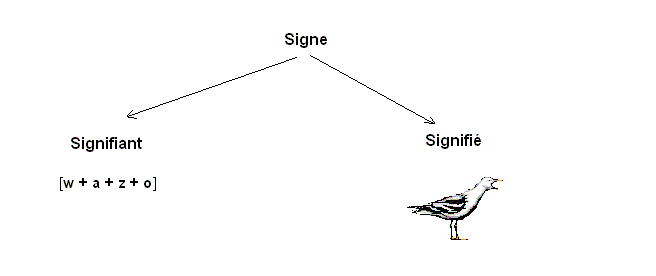 Signe
Signifiant
Signifié
[w + a + z + o]